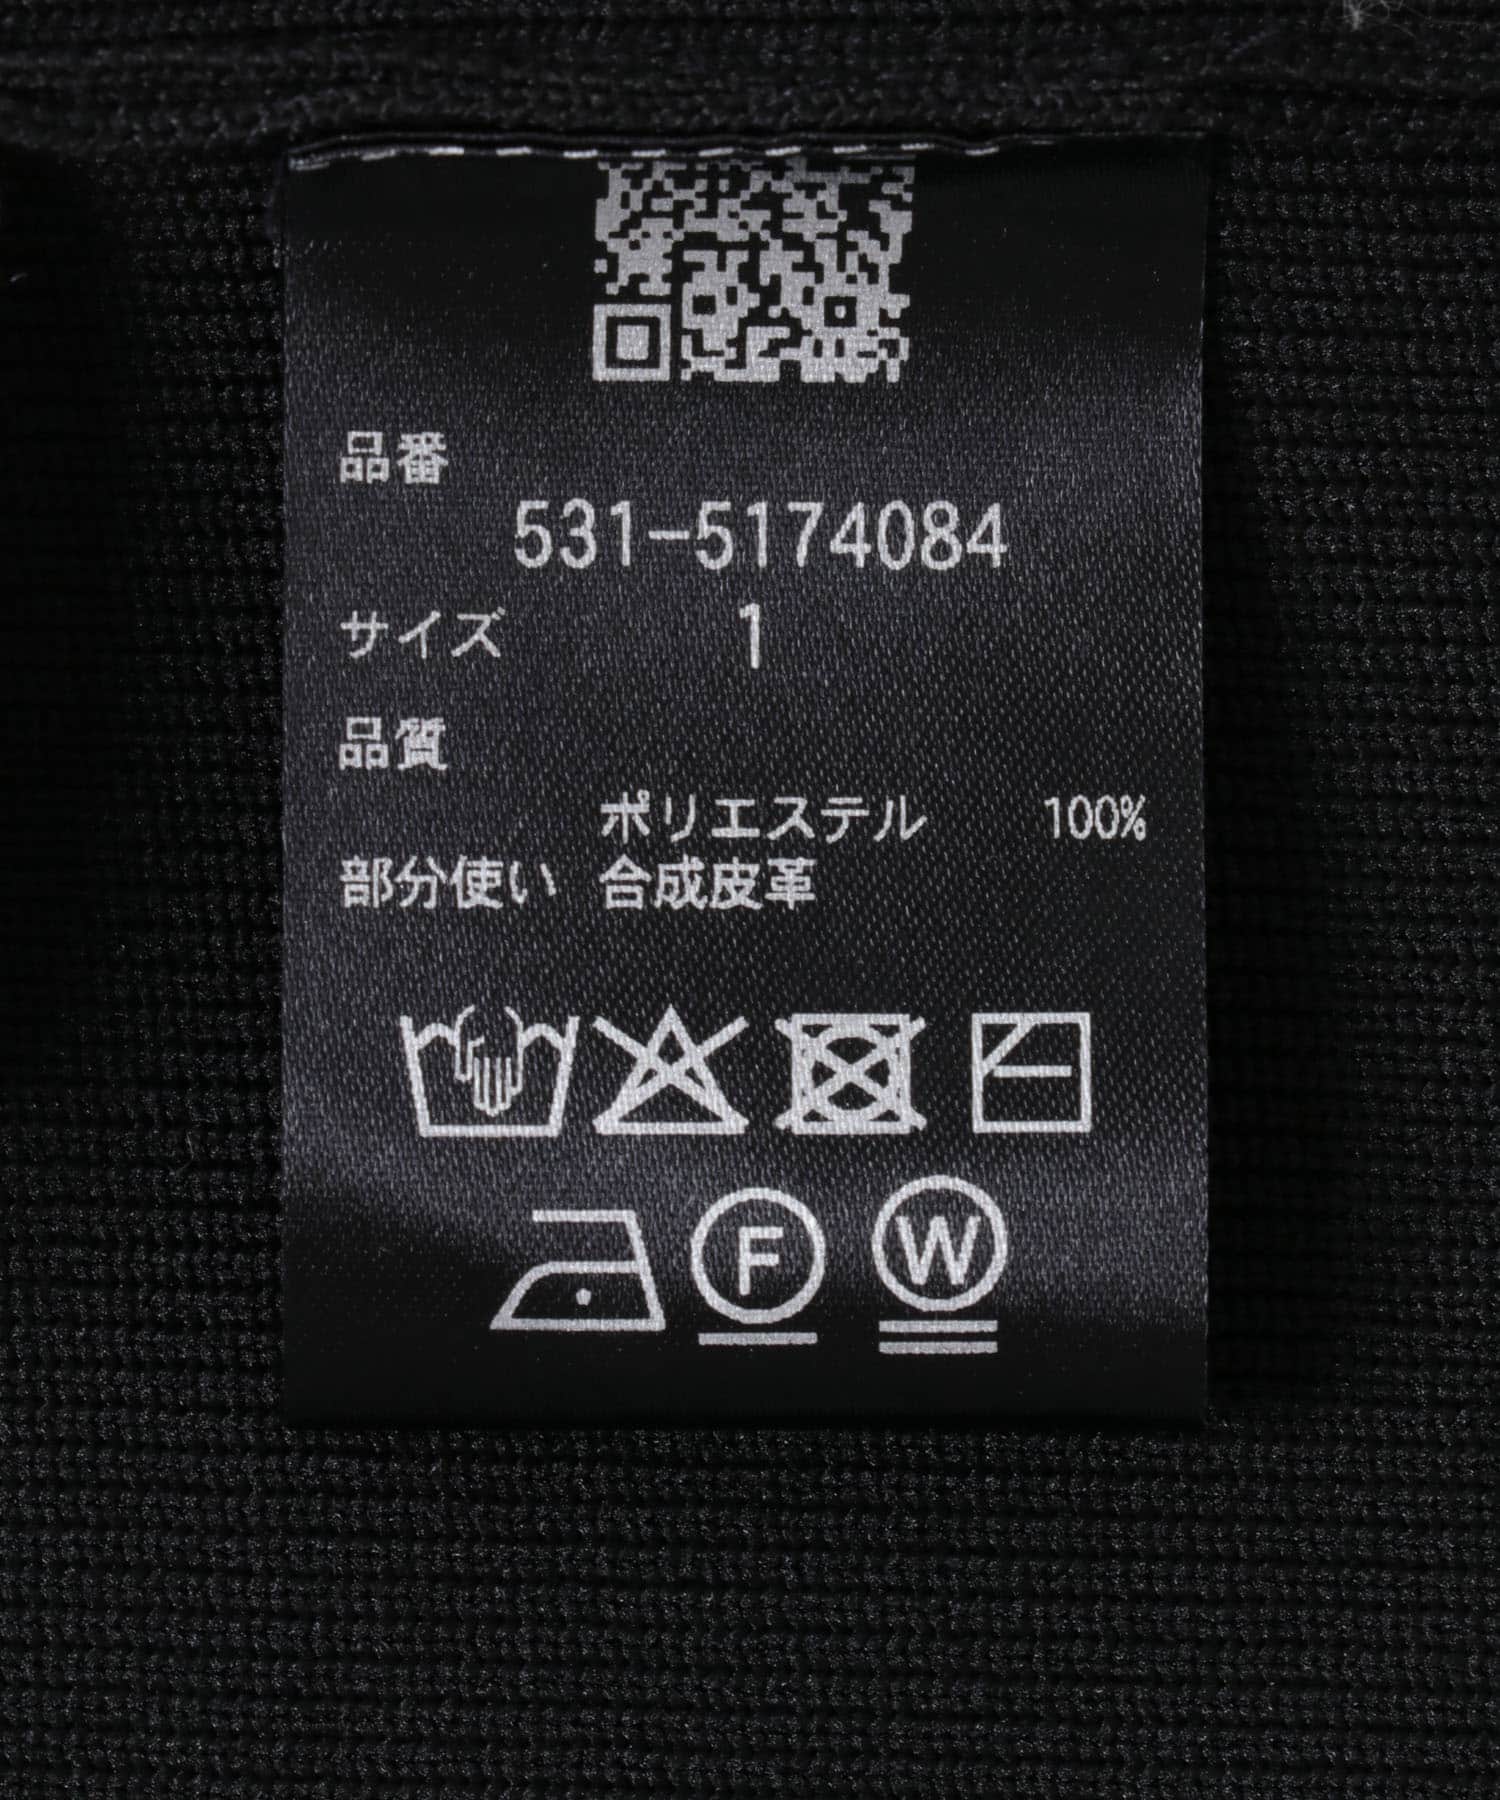 品番
531-5174084
サイズ 1
品質
ポリエステル 100%
部分使い 合成皮革
F W